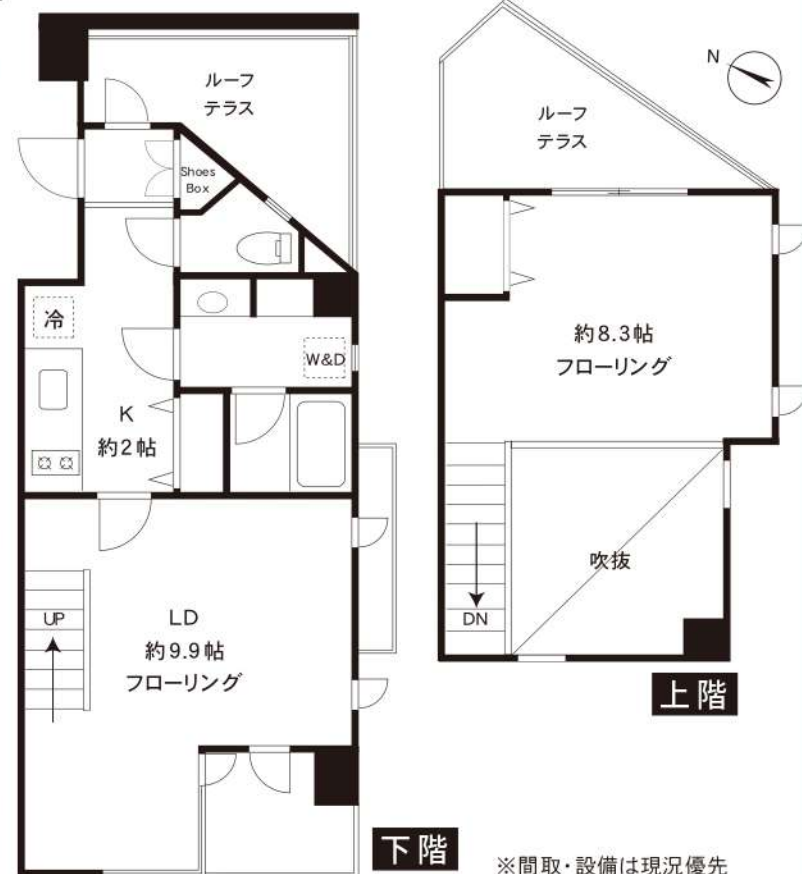 ルーフ
テラス
Shoes
Box
冷
W&D
K
約2帖
UP
LD
約9.9帖
フローリング
下階
N
ルーフ
テラス
約8.3帖
フローリング
吹抜
DN
上階
※間取・設備は現況優先